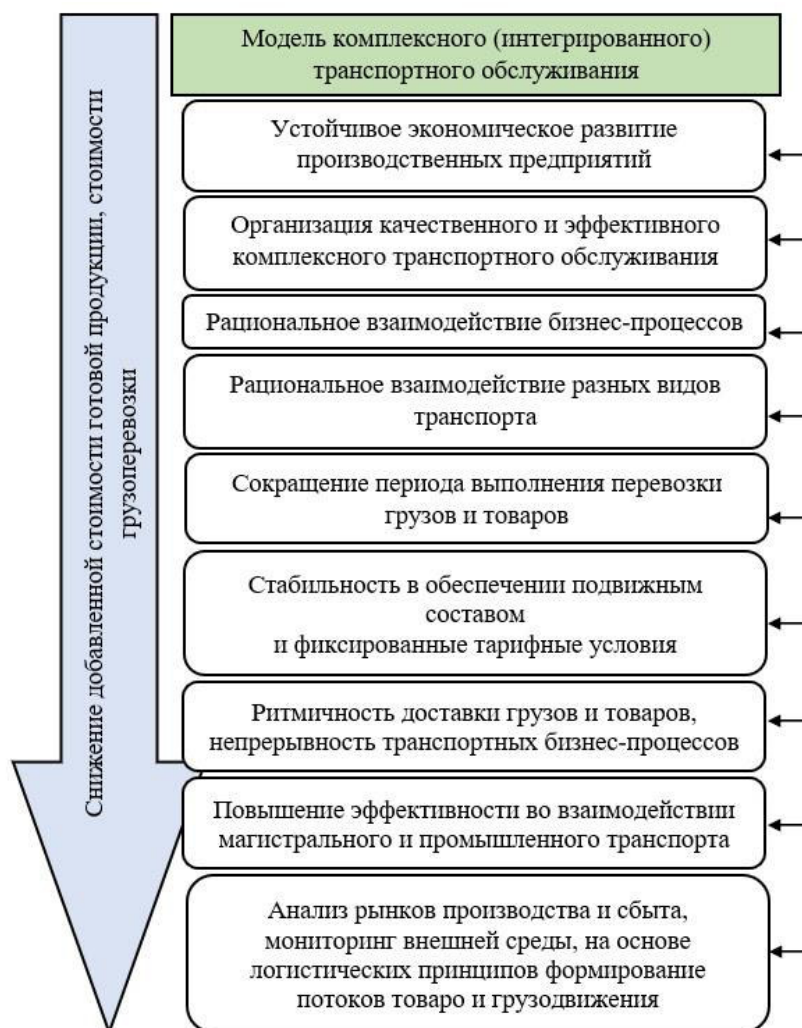 Модель комплексного (интегрированного)
транспортного обслуживания
Снижение добавленной стоимости готовой продукции, стоимости
грузоперевозки
Устойчивое экономическое развитие
производственных предприятий
Организация качественного и эффективного
комплексного транспортного обслуживания
Рациональное взаимодействие бизнес-процессов
Рациональное взаимодействие разных видов
транспорта
Сокращение периода выполнения перевозки
грузов и товаров
Стабильность в обеспечении подвижным
составом
и фиксированные тарифные условия
Ритмичность доставки грузов и товаров,
непрерывность транспортных бизнес-процессов
Повышение эффективности во взаимодействии
магистрального и промышленного транспорта
Анализ рынков производства и сбыта,
мониторинг внешней среды, на основе
логистических принципов формирование
потоков товаро и грузодвижения